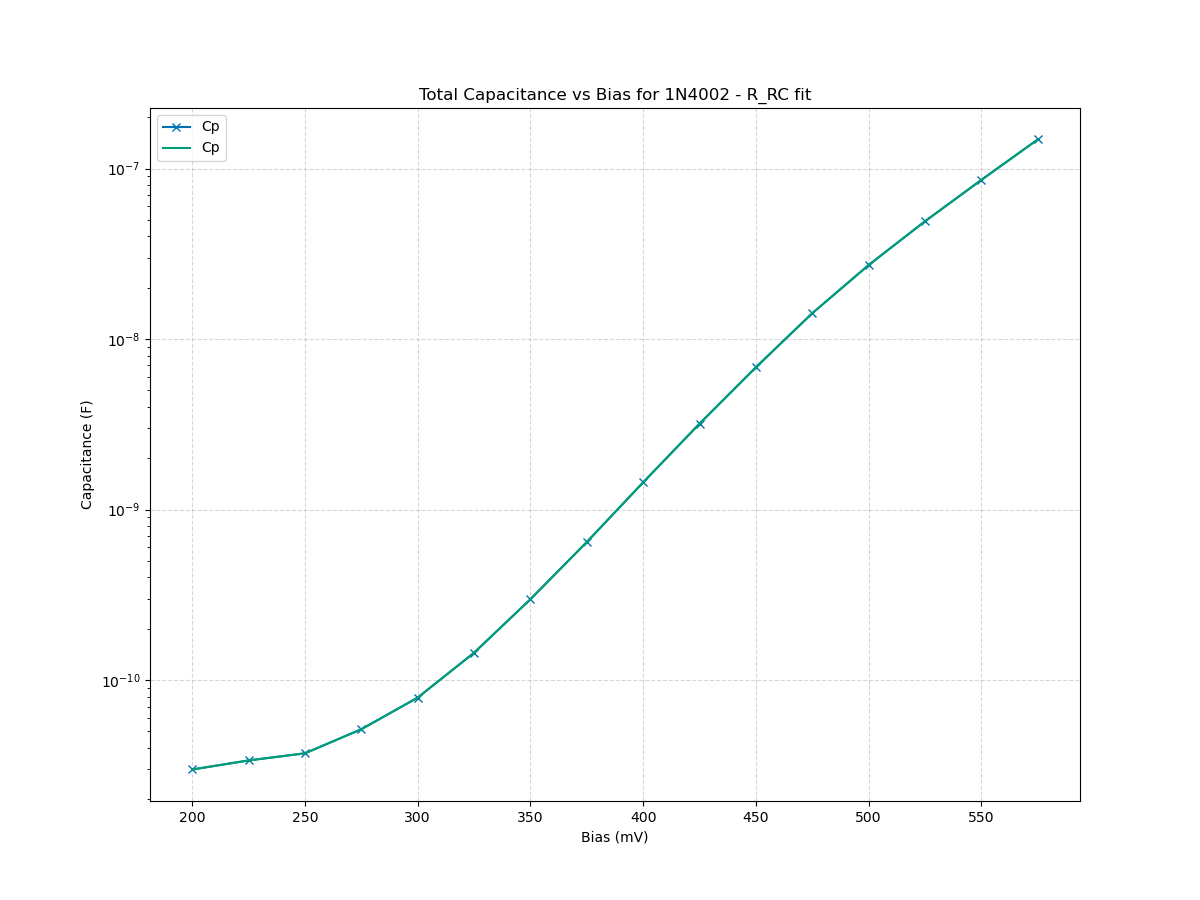 Total Capacitance vs Bias for 1N4002 - R_RC fit
Cp
Cp
10⁻⁷
10⁻⁸
10⁻⁹
10⁻¹⁰
Capacitance (F)
200 250 300 350 400 450 500 550
Bias (mV)